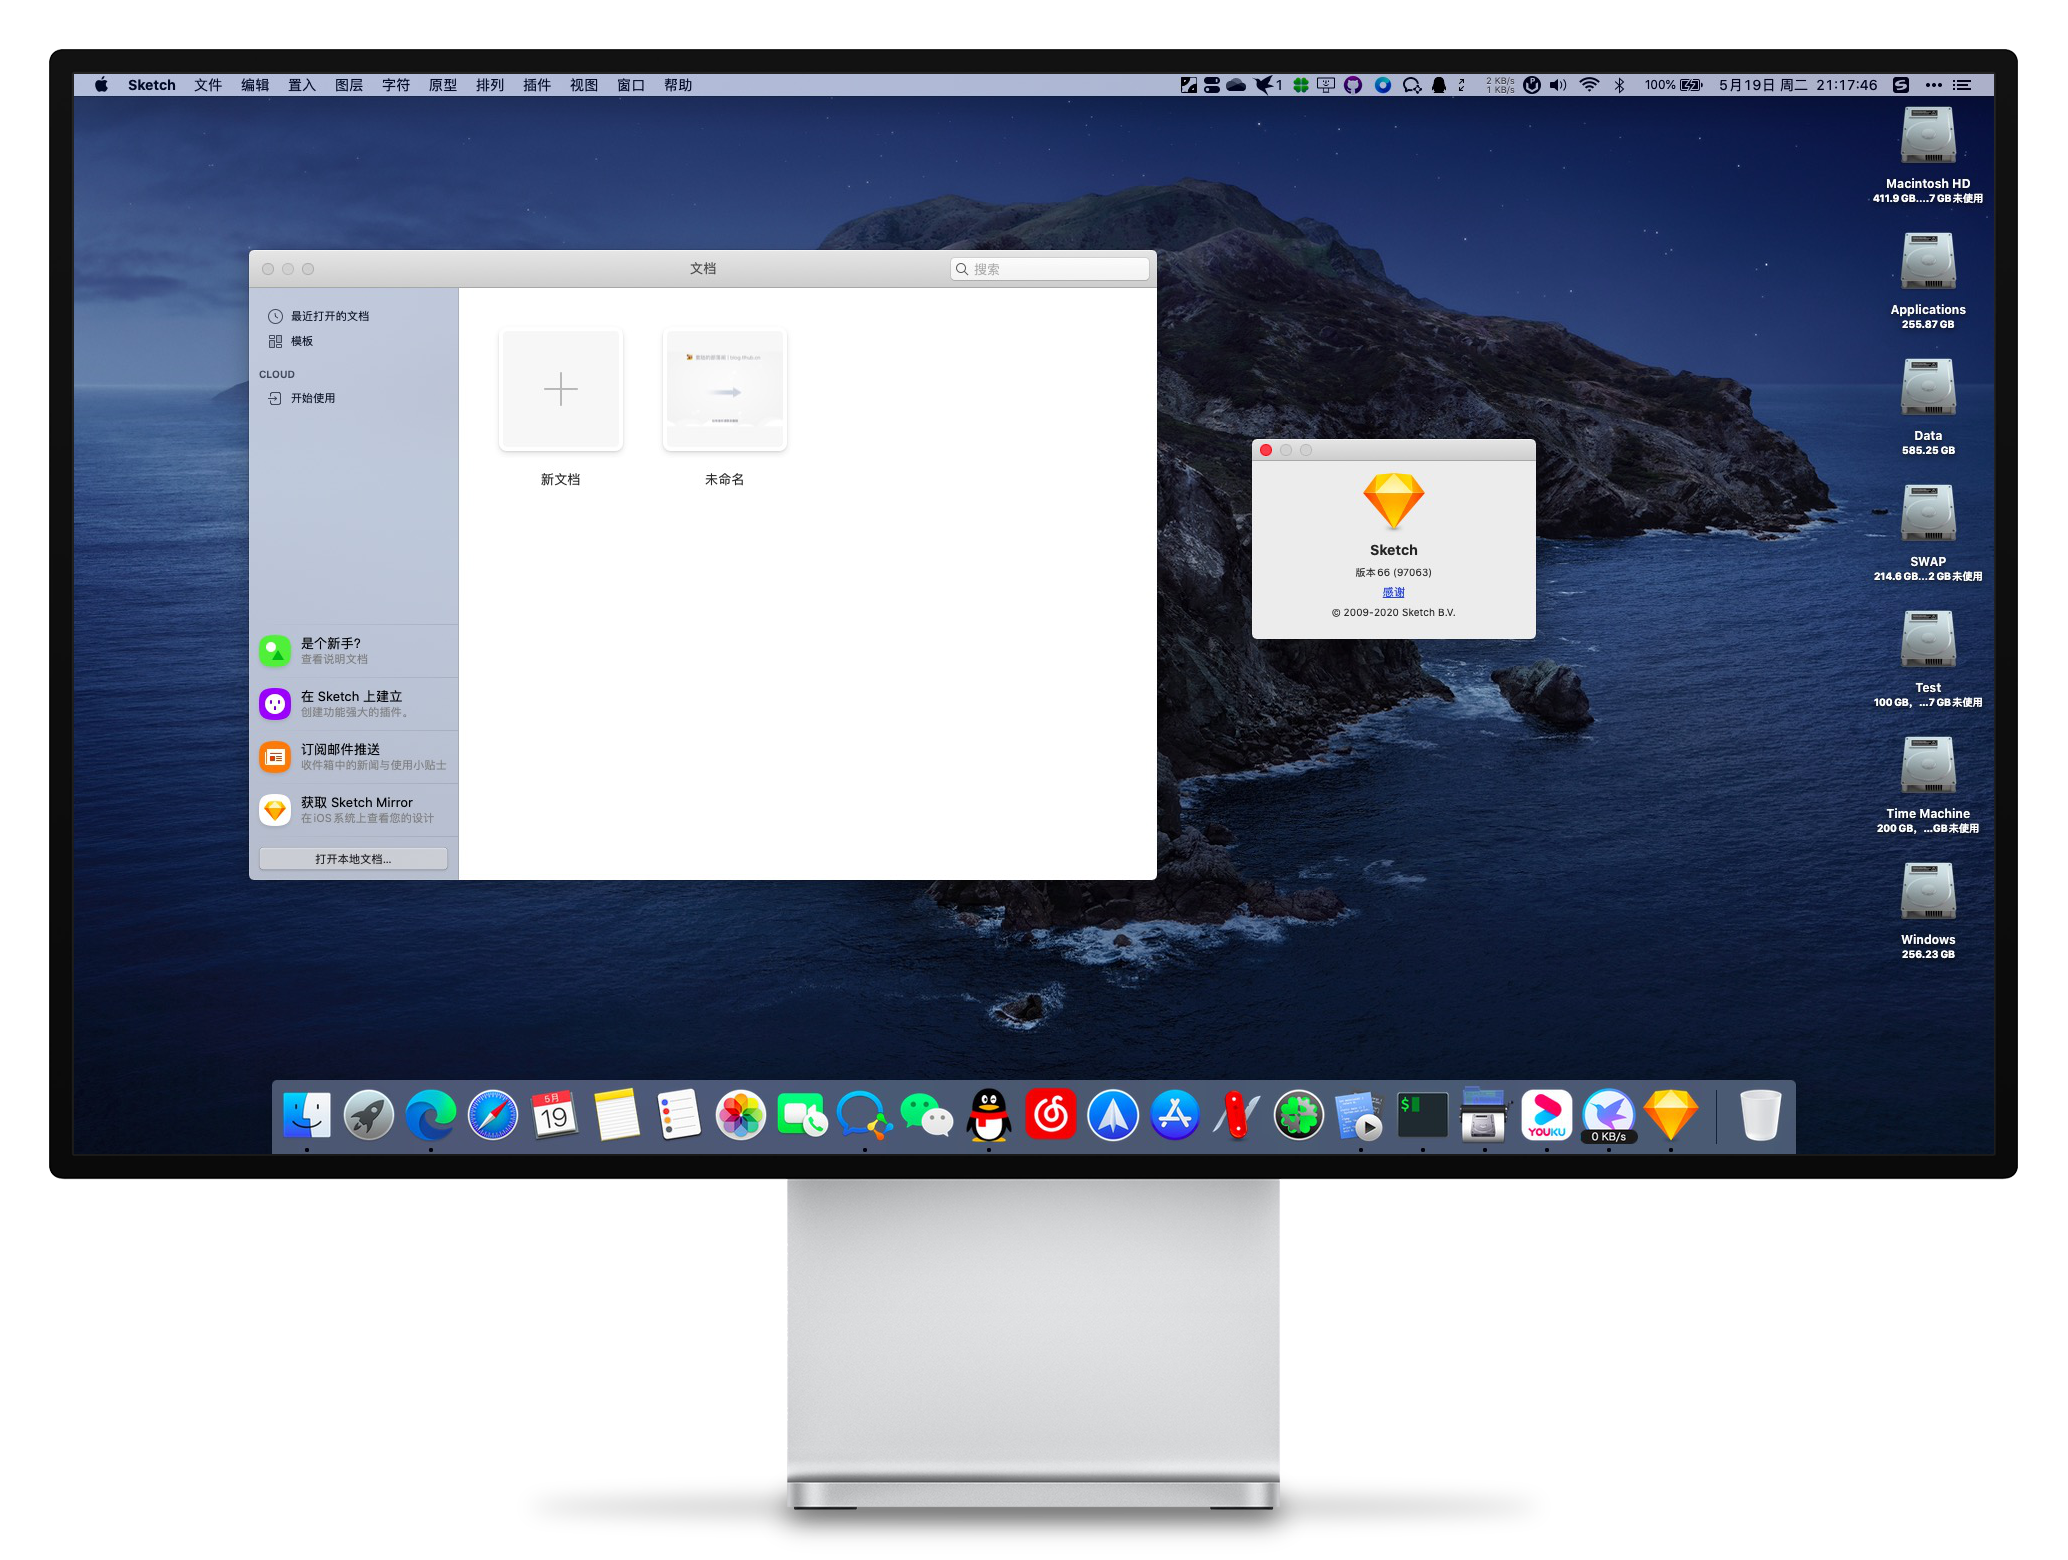 Sketch 文件 编辑 置入 图层 字符 原型 排列 插件 视图 窗口 帮助
1 2 KB/s 100% 5月19日 周二 21:17:46
1 KB/s
Macintosh HD
411.9 GB....7 GB未使用
Applications
255.87 GB
Data
585.25 GB
SWAP
214.6 GB...2 GB未使用
Test
100 GB, ...7 GB未使用
Time Machine
200 GB, ...GB未使用
Windows
256.23 GB
文档
搜索
最近打开的文档
模板
CLOUD
开始使用
新文档
未命名
是个新手?
查看说明文档
在 Sketch 上建立
创建功能强大的插件。
订阅邮件推送
收件箱中的新闻与使用小贴士
获取 Sketch Mirror
在iOS系统上查看您的设计
打开本地文档...
Sketch
版本66 (97063)
感谢
© 2009-2020 Sketch B.V.
5月
19
$
YOUKU
0 KB/s